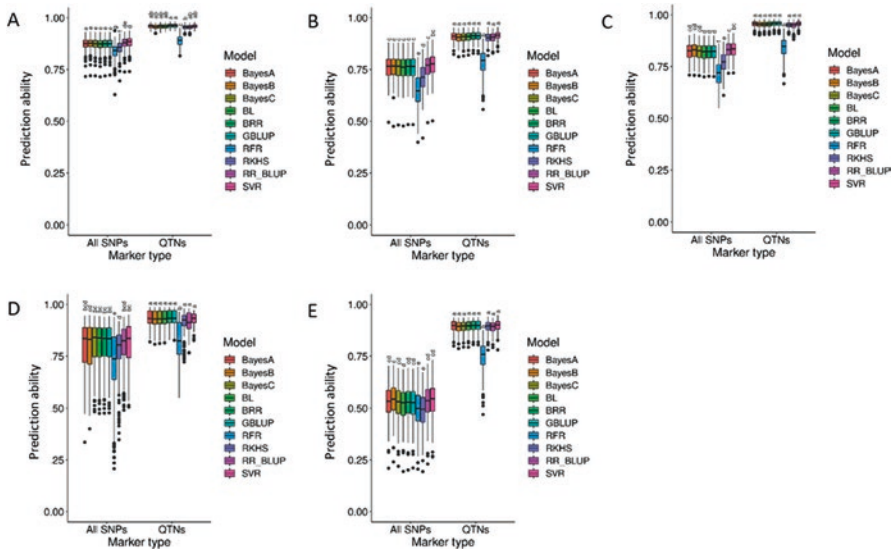 A
Prediction ability
1.00
0.75
0.50
0.25
0.00
All SNPs
QTNs
Marker type
Model
BayesA
BayesB
BayesC
BL
BRR
GBLUP
RFR
RKHS
RR_BLUP
SVR
B
Prediction ability
1.00
0.75
0.50
0.25
0.00
All SNPs
QTNs
Marker type
Model
BayesA
BayesB
BayesC
BL
BRR
GBLUP
RFR
RKHS
RR_BLUP
SVR
C
Prediction ability
1.00
0.75
0.50
0.25
0.00
All SNPs
QTNs
Marker type
Model
BayesA
BayesB
BayesC
BL
BRR
GBLUP
RFR
RKHS
RR_BLUP
SVR
D
Prediction ability
1.00
0.75
50
25
0.00
All SNPs
QTNs
Marker type
Model
BayesA
BayesB
BayesC
BL
BRR
GBLUP
RFR
RKHS
RR_BLUP
SVR
E
Prediction ability
1.00
0.75
0.50
0.25
0.00
All SNPs
QTNs
Marker type
Model
BayesA
BayesB
BayesC
BL
BRR
GBLUP
RFR
RKHS
RR_BLUP
SVR